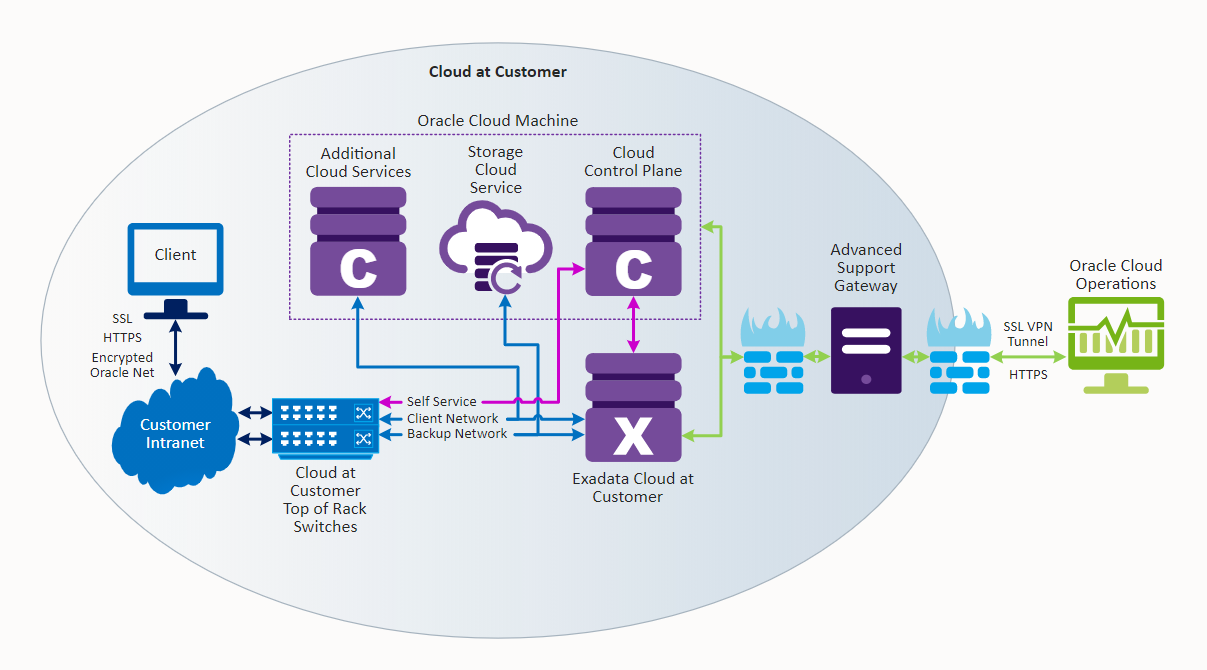 Cloud at Customer
Oracle Cloud Machine
Additional
Cloud Services
C
Storage
Cloud
Service
Cloud
Control Plane
C
Client
SSL
HTTPS
Encrypted
Oracle Net
Customer
Intranet
Cloud at
Customer
Top of Rack
Switches
Self Service
Client Network
Backup Network
X
Exadata Cloud at
Customer
Advanced
Support
Gateway
SSL VPN
Tunnel
HTTPS
Oracle Cloud
Operations